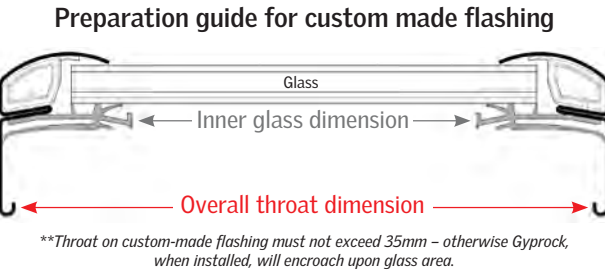 Preparation guide for custom made flashing
Glass
Inner glass dimension
Overall throat dimension
**Throat on custom-made flashing must not exceed 35mm – otherwise Gyprock,
when installed, will encroach upon glass area.